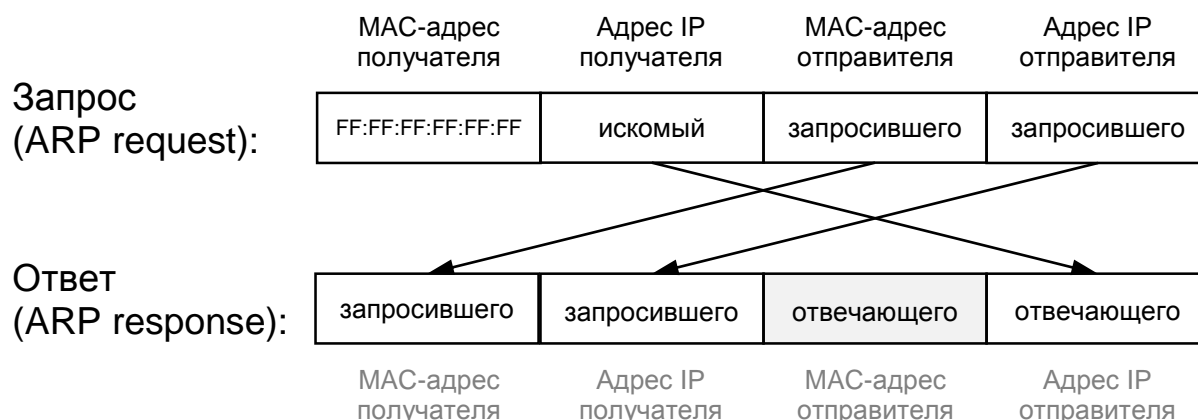 MAC-адрес получателя
Адрес IP получателя
MAC-адрес отправителя
Адрес IP отправителя
Запрос
(ARP request):
FF:FF:FF:FF:FF:FF
искомый
запросившего
запросившего
Ответ
(ARP response):
запросившего
запросившего
отвечающего
отвечающего
MAC-адрес получателя
Адрес IP получателя
MAC-адрес отправителя
Адрес IP отправителя